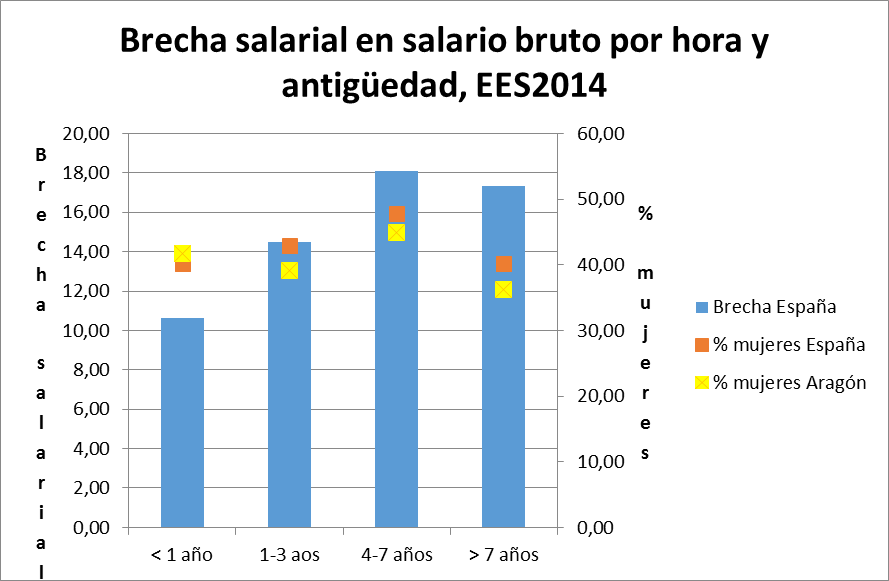 Brecha salarial en salario bruto por hora y
antigüedad, EES2014
20,00
18,00
16,00
14,00
12,00
10,00
8,00
6,00
4,00
2,00
0,00
Brecha salarial
60,00
50,00
40,00
30,00
20,00
10,00
0,00
% mujeres
< 1 año
1-3 aos
4-7 años
> 7 años
Brecha España
% mujeres España
% mujeres Aragón